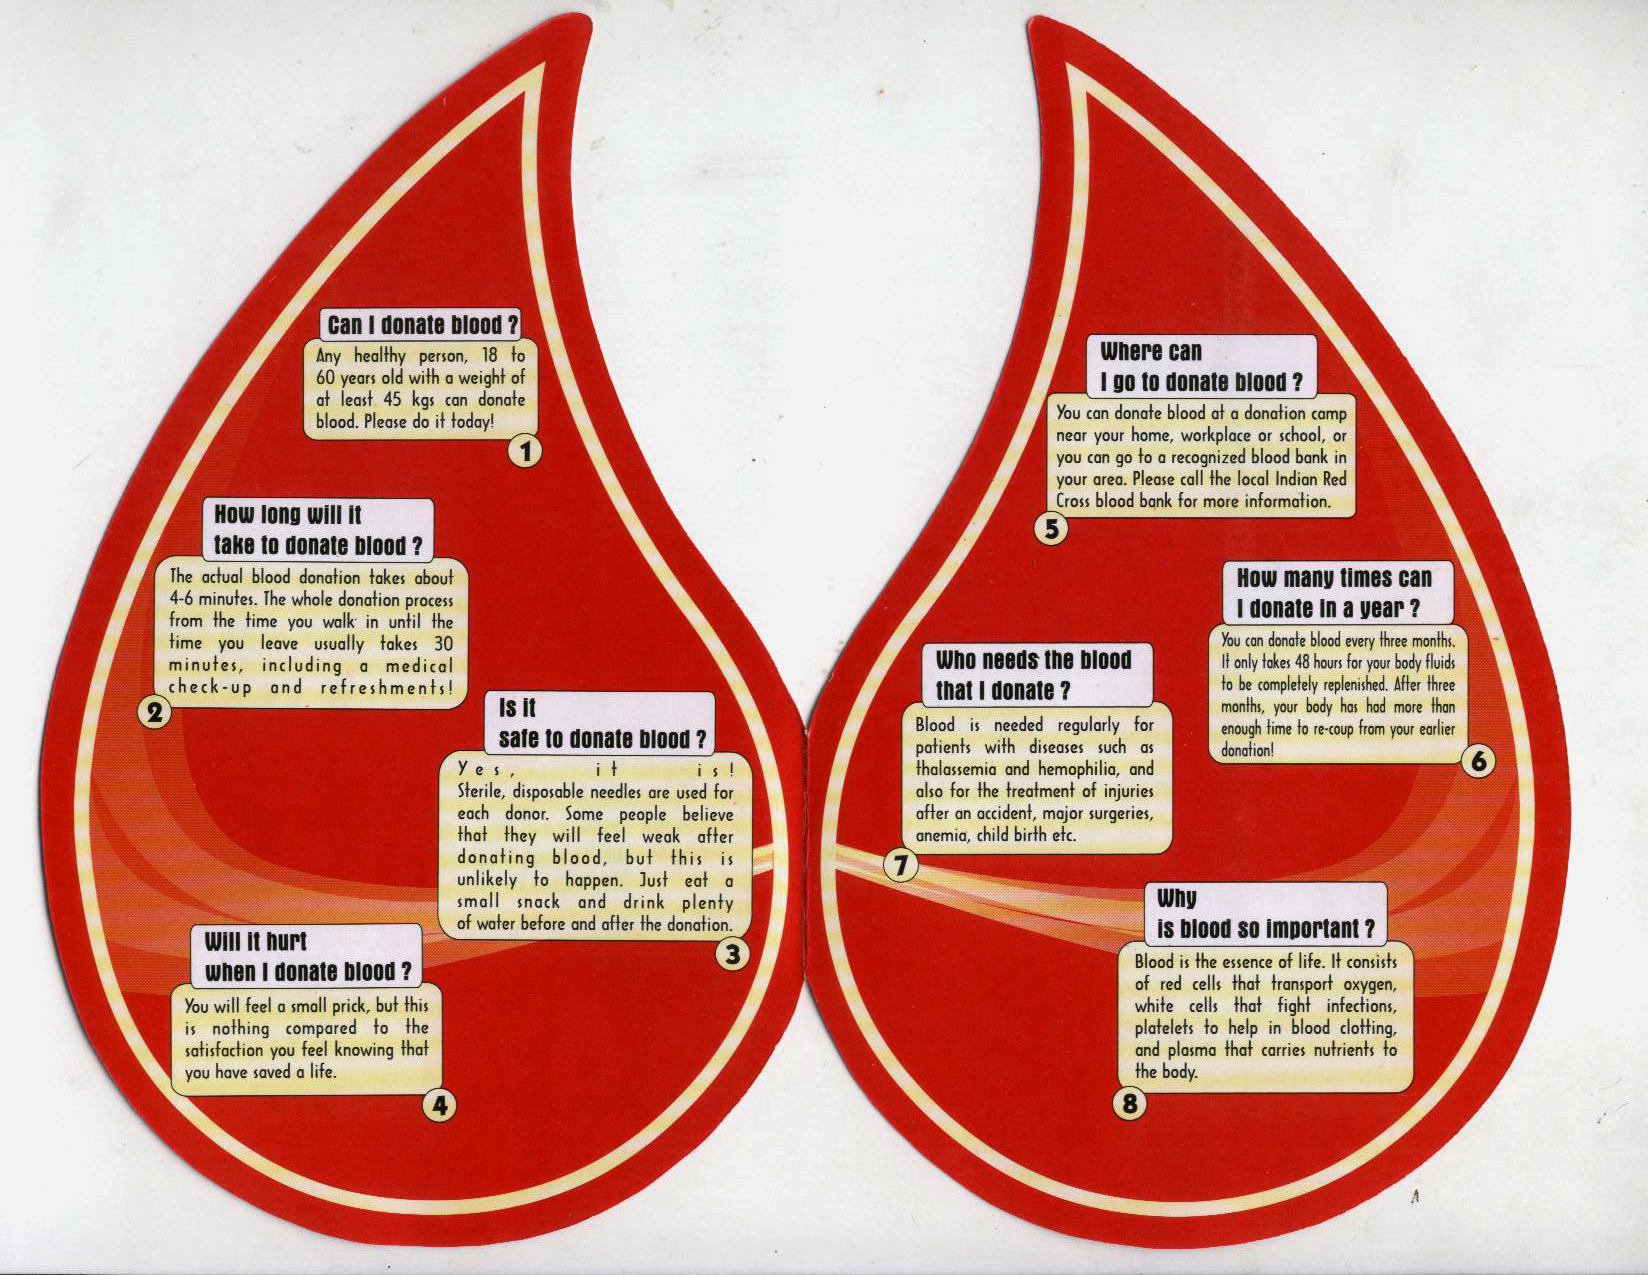 Can I donate blood ?
Any healthy person, 18 to
60 years old with a weight of
at least 45 kgs can donate
blood. Please do it today!
1
How long will it
take to donate blood ?
The actual blood donation takes about
4-6 minutes. The whole donation process
from the time you walk in until the
time you leave usually takes 30
minutes, including a medical
check-up and refreshments!
2
Is it
safe to donate blood ?
Yes, it is!
Sterile, disposable needles are used for
each donor. Some people believe
that they will feel weak after
donating blood, but this is
unlikely to happen. Just eat a
small snack and drink plenty
of water before and after the donation.
3
Will it hurt
when I donate blood ?
You will feel a small prick, but this
is nothing compared to the
satisfaction you feel knowing that
you have saved a life.
4
Where can
I go to donate blood ?
You can donate blood at a donation camp
near your home, workplace or school, or
you can go to a recognized blood bank in
your area. Please call the local Indian Red
Cross blood bank for more information.
5
How many times can
I donate in a year ?
You can donate blood every three months.
It only takes 48 hours for your body fluids
to be completely replenished. After three
months, your body has had more than
enough time to re-coup from your earlier
donation!
6
Who needs the blood
that I donate ?
Blood is needed regularly for
patients with diseases such as
thalassemia and hemophilia, and
also for the treatment of injuries
after an accident, major surgeries,
anemia, child birth etc.
7
Why
is blood so important ?
Blood is the essence of life. It consists
of red cells that transport oxygen,
white cells that fight infections,
platelets to help in blood clotting,
and plasma that carries nutrients to
the body.
8